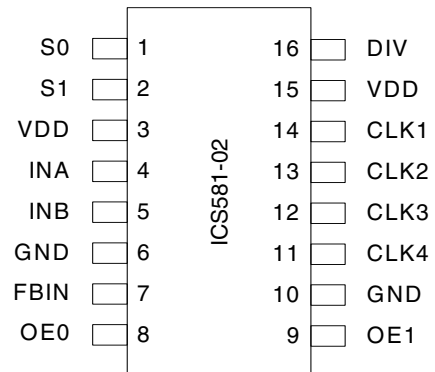 S0 1 16 DIV
S1 2 15 VDD
VDD 3 14 CLK1
INA 4 13 CLK2
INB 5 12 CLK3
GND 6 11 CLK4
FBIN 7 10 GND
OE0 8 9 OE1
ICS581-02